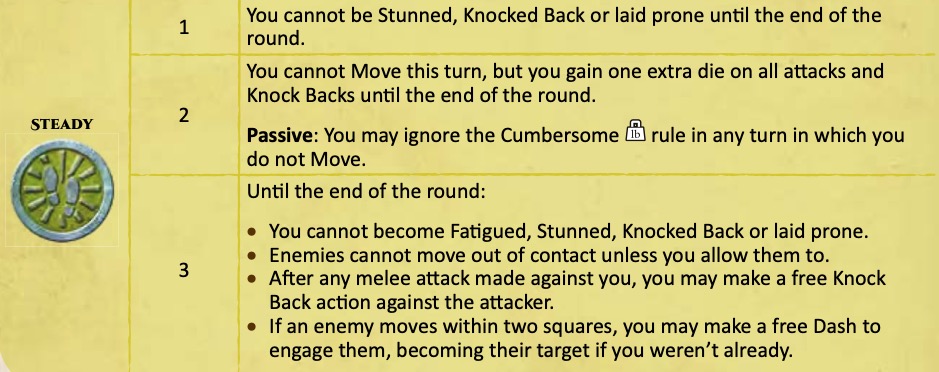 1
You cannot be Stunned, Knocked Back or laid prone until the end of the
round.
STEADY
2
You cannot Move this turn, but you gain one extra die on all attacks and
Knock Backs until the end of the round.
Passive: You may ignore the Cumbersome lb rule in any turn in which you
do not Move.
3
Until the end of the round:
• You cannot become Fatigued, Stunned, Knocked Back or laid prone.
• Enemies cannot move out of contact unless you allow them to.
• After any melee attack made against you, you may make a free Knock
Back action against the attacker.
• If an enemy moves within two squares, you may make a free Dash to
engage them, becoming their target if you weren’t already.